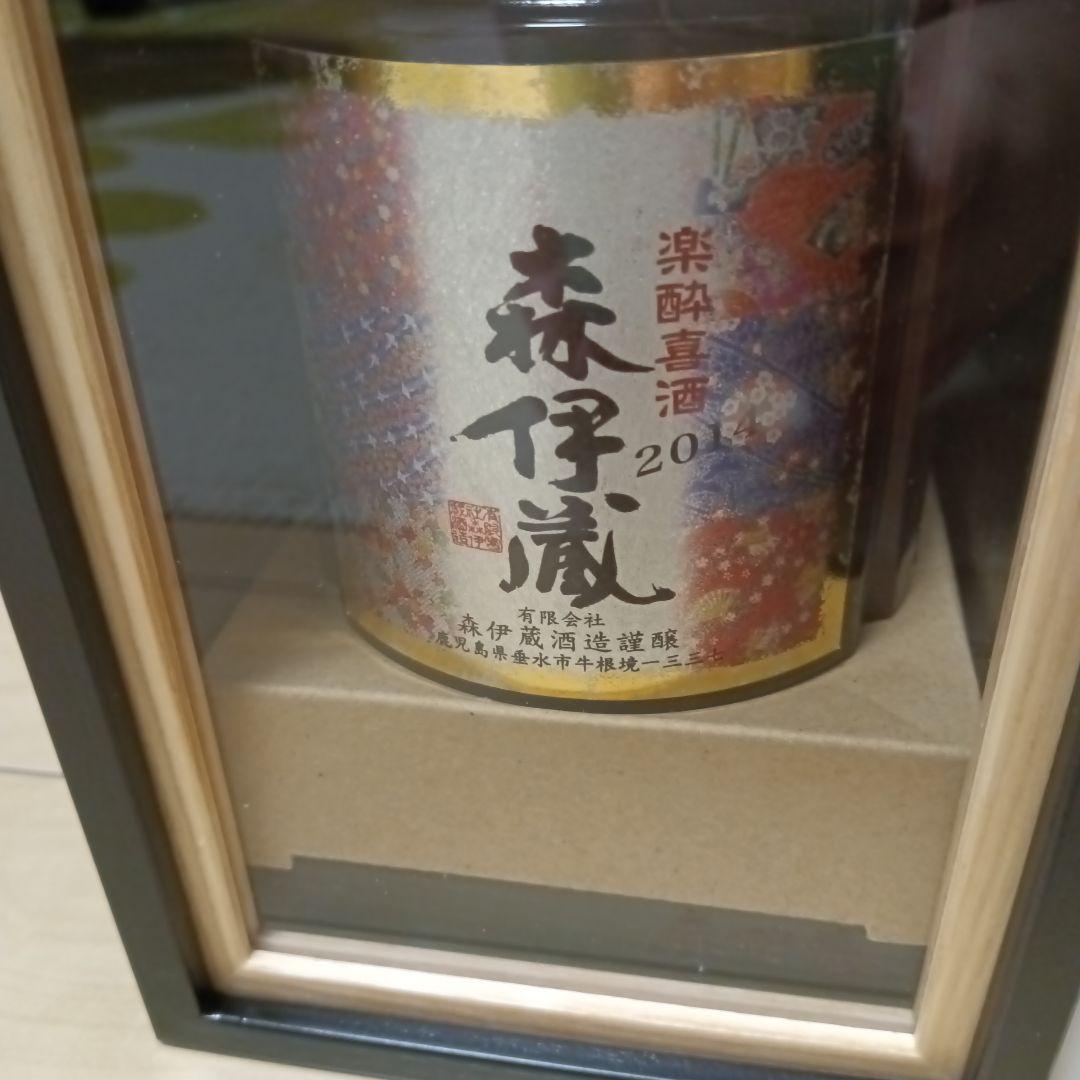 楽酔喜酒
森伊蔵
2014
有限会社
森伊蔵酒造謹醸
鹿児島県垂水市牛根境一三三七